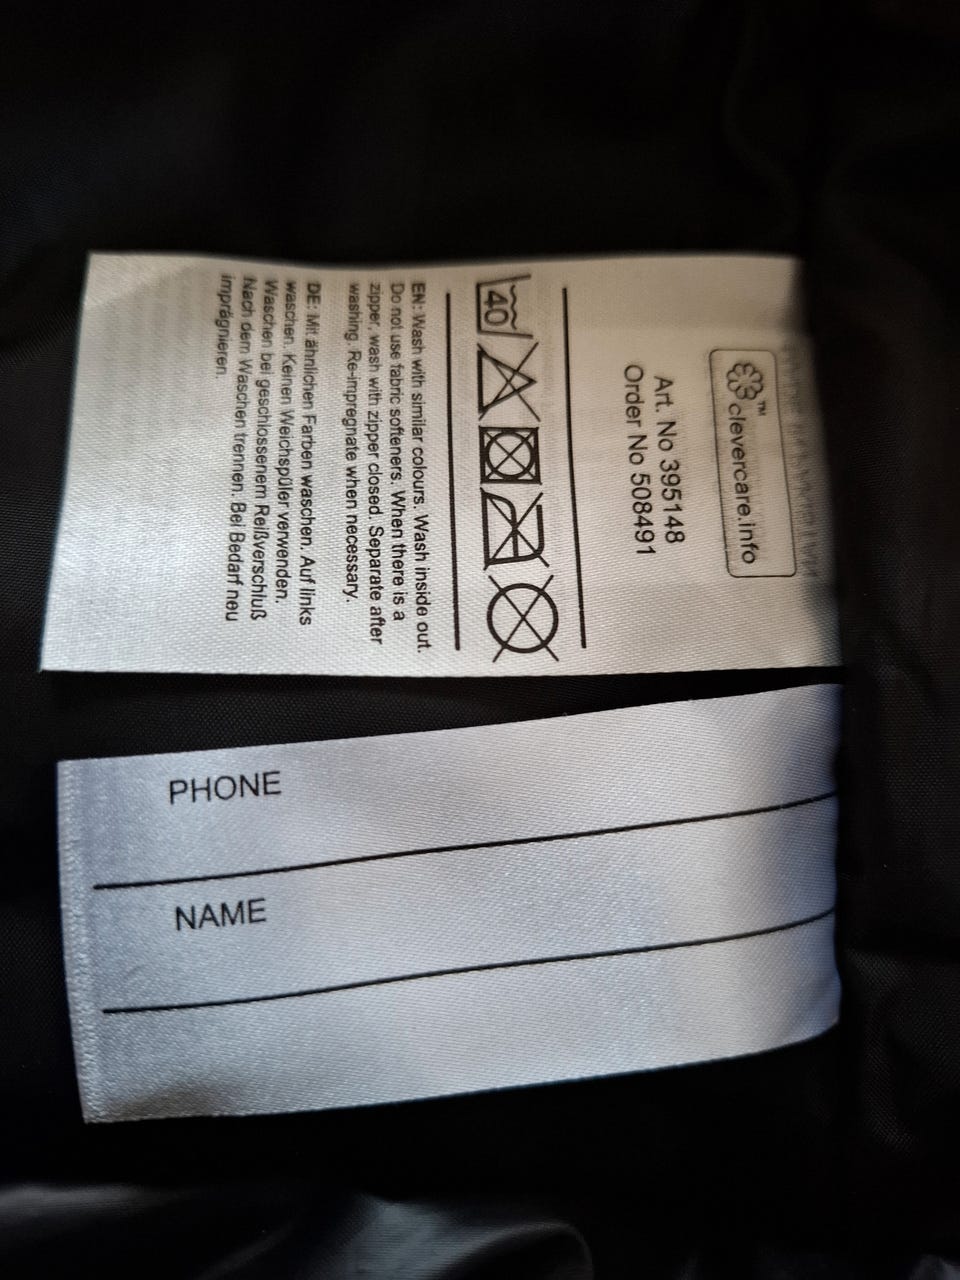 clevercare.info
TM
Art. No 395148
Order No 508491
40
EN: Wash with similar colours. Wash inside out.
Do not use fabric softeners. When there is a
zipper, wash with zipper closed. Separate after
washing. Re-impregnate when necessary.
DE: Mit ähnlichen Farben waschen. Auf links
waschen. Keinen Weichspüler verwenden.
Waschen bei geschlossenem Reißverschluß
Nach dem Waschen trennen. Bei Bedarf neu
imprägnieren.
PHONE
NAME